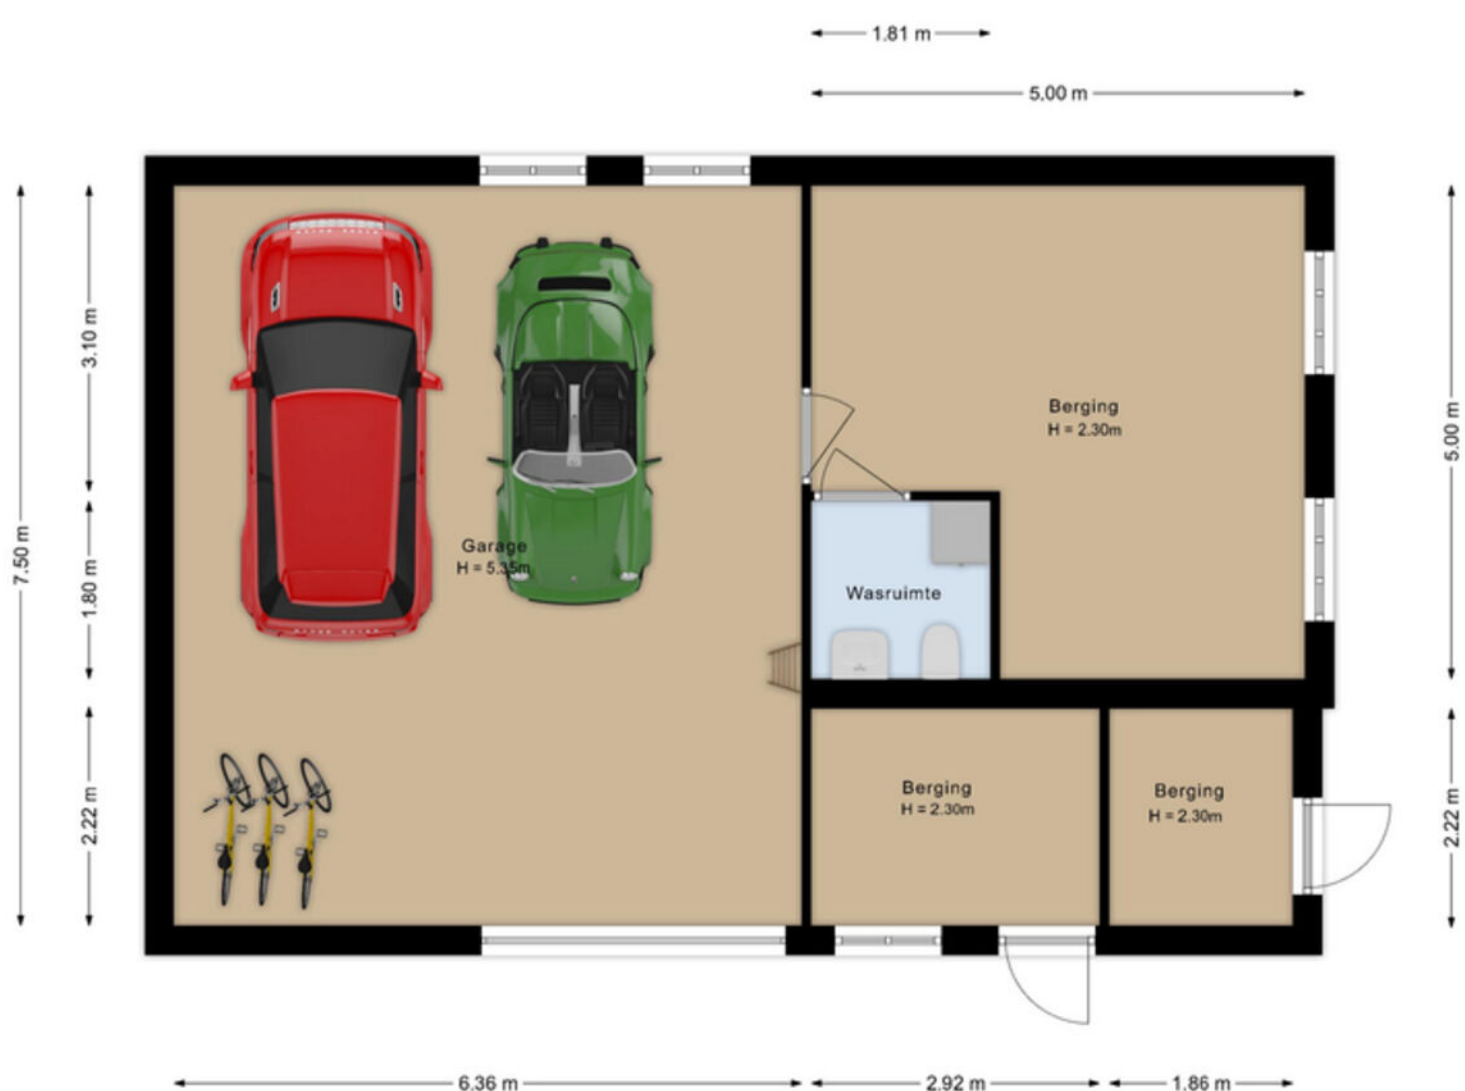 1.81 m
5.00 m
3.10 m
Berging
H = 2.30m
5.00 m
7.50 m
Garage
H = 5.35m
1.80 m
Wasruimte
2.22 m
Berging
H = 2.30m
Berging
H = 2.30m
2.22 m
6.36 m
2.92 m
1.86 m